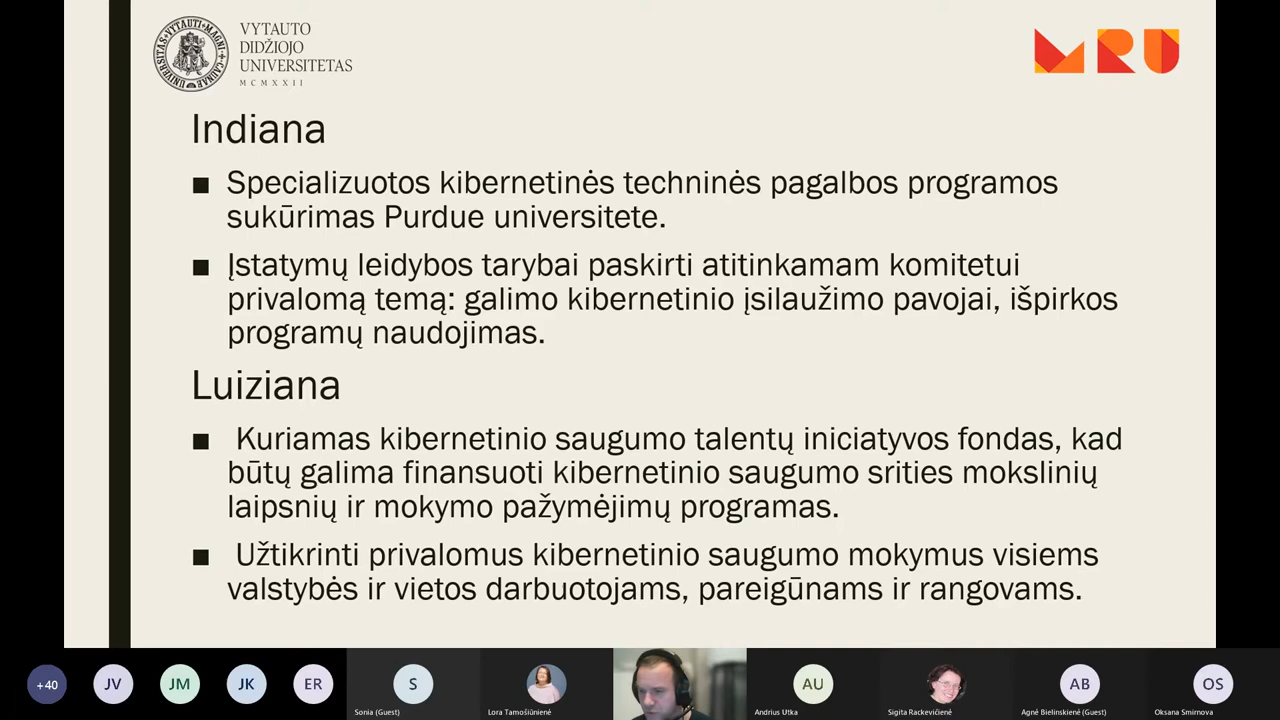 VYTAUTO
DIDŽIOJO
UNIVERSITETAS
MCMXXII
MRU
Indiana
■ Specializuotos kibernetinės techninės pagalbos programos
sukūrimas Purdue universitete.
■ Įstatymų leidybos tarybai paskirti atitinkamam komitetui
privalomą temą: galimo kibernetinio įsilaužimo pavojai, išpirkos
programų naudojimas.
Luiziana
■ Kuriamas kibernetinio saugumo talentų iniciatyvos fondas, kad
būtų galima finansuoti kibernetinio saugumo srities mokslinių
laipsnių ir mokymo pažymėjimų programas.
■ Užtikrinti privalomus kibernetinio saugumo mokymus visiems
valstybės ir vietos darbuotojams, pareigūnams ir rangovams.
+40 JV JM JK ER S AU AB OS
Sonia (Guest) Lora Tamošiūnienė Andrius Utka Sigita Rackevičienė Agnė Bielinskienė (Guest) Oksana Smirnova